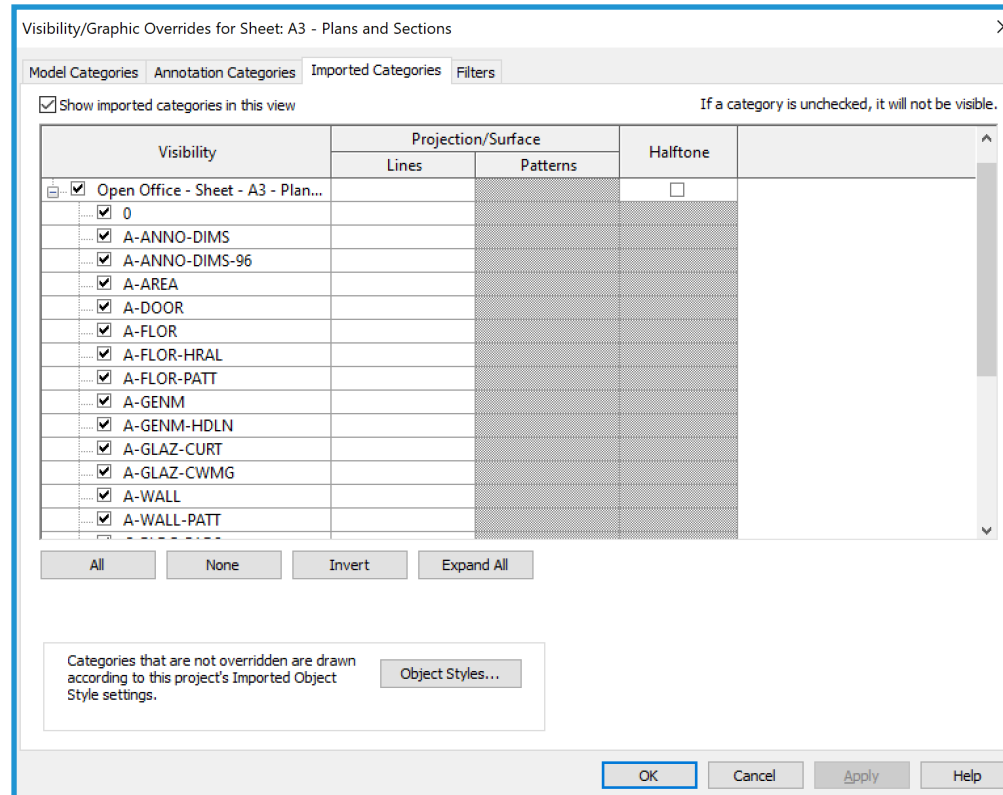 Visibility/Graphic Overrides for Sheet: A3 - Plans and Sections
Model Categories Annotation Categories Imported Categories Filters
Show imported categories in this view If a category is unchecked, it will not be visible.
Visibility Projection/Surface Halftone
Lines Patterns
Open Office - Sheet - A3 - Plan...
0
A-ANNO-DIMS
A-ANNO-DIMS-96
A-AREA
A-DOOR
A-FLOR
A-FLOR-HRAL
A-FLOR-PATT
A-GENM
A-GENM-HDLN
A-GLAZ-CURT
A-GLAZ-CWMG
A-WALL
A-WALL-PATT
All None Invert Expand All
Categories that are not overridden are drawn
according to this project's Imported Object
Style settings.
Object Styles...
OK Cancel Apply Help